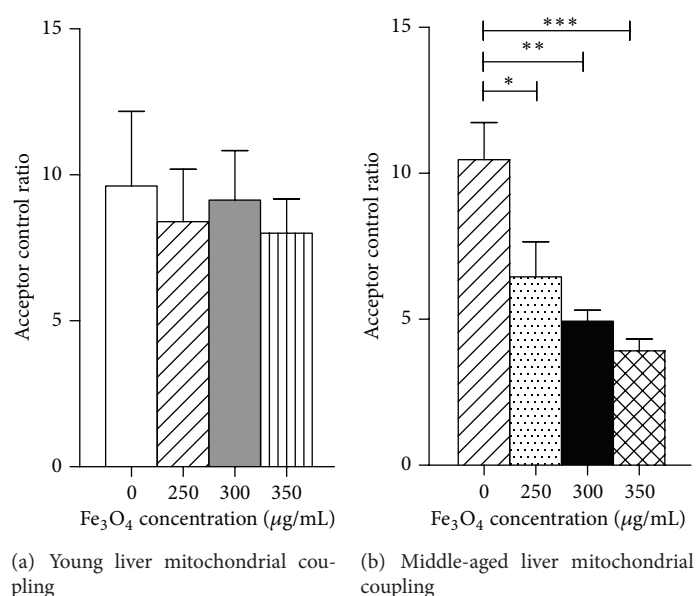 15
10
5
0
Acceptor control ratio
0 250 300 350
Fe₃O₄ concentration (μg/mL)
(a) Young liver mitochondrial cou-
pling
15
10
5
0
Acceptor control ratio
***
**
*
0 250 300 350
Fe₃O₄ concentration (μg/mL)
(b) Middle-aged liver mitochondrial
coupling